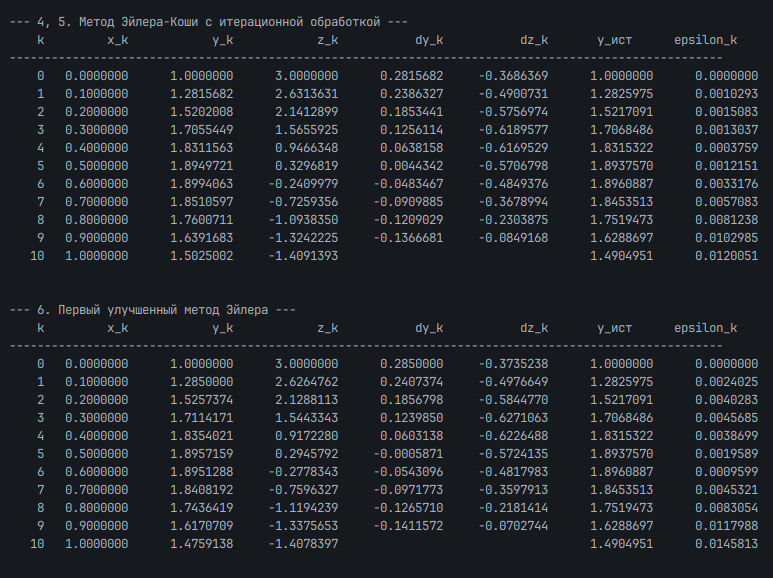 --- 4, 5. Метод Эйлера-Коши с итерационной обработкой ---
k x_k y_k z_k dy_k dz_k y_ист epsilon_k
------------------------------------------------------------------------------------------------------
0 0.0000000 1.0000000 3.0000000 0.2815682 -0.3686369 1.0000000 0.0000000
1 0.1000000 1.2815682 2.6313631 0.2386327 -0.4900731 1.2825975 0.0010293
2 0.2000000 1.5202008 2.1412899 0.1853441 -0.5756974 1.5217091 0.0015083
3 0.3000000 1.7055449 1.5655925 0.1256114 -0.6189577 1.7068486 0.0013037
4 0.4000000 1.8311563 0.9466348 0.0638158 -0.6169529 1.8315322 0.0003759
5 0.5000000 1.8949721 0.3296819 0.0044342 -0.5706798 1.8937570 0.0012151
6 0.6000000 1.8994063 -0.2409979 -0.0483467 -0.4849376 1.8960887 0.0033176
7 0.7000000 1.8510597 -0.7259356 -0.0909885 -0.3678994 1.8453513 0.0057083
8 0.8000000 1.7600711 -1.0938350 -0.1209029 -0.2303875 1.7519473 0.0081238
9 0.9000000 1.6391683 -1.3242225 -0.1366681 -0.0849168 1.6288697 0.0102985
10 1.0000000 1.5025002 -1.4091393 1.4904951 0.0120051
--- 6. Первый улучшенный метод Эйлера ---
k x_k y_k z_k dy_k dz_k y_ист epsilon_k
------------------------------------------------------------------------------------------------------
0 0.0000000 1.0000000 3.0000000 0.2850000 -0.3735238 1.0000000 0.0000000
1 0.1000000 1.2850000 2.6264762 0.2407374 -0.4976649 1.2825975 0.0024025
2 0.2000000 1.5257374 2.1288113 0.1856798 -0.5844770 1.5217091 0.0040283
3 0.3000000 1.7114171 1.5443343 0.1239850 -0.6271063 1.7068486 0.0045685
4 0.4000000 1.8354021 0.9172280 0.0603138 -0.6226488 1.8315322 0.0038699
5 0.5000000 1.8957159 0.2945792 -0.0005871 -0.5724135 1.8937570 0.0019589
6 0.6000000 1.8951288 -0.2778343 -0.0543096 -0.4817983 1.8960887 0.0009599
7 0.7000000 1.8408192 -0.7596327 -0.0971773 -0.3597913 1.8453513 0.0045321
8 0.8000000 1.7436419 -1.1194239 -0.1265710 -0.2181414 1.7519473 0.0083054
9 0.9000000 1.6170709 -1.3375653 -0.1411572 -0.0702744 1.6288697 0.0117988
10 1.0000000 1.4759138 -1.4078397 1.4904951 0.0145813